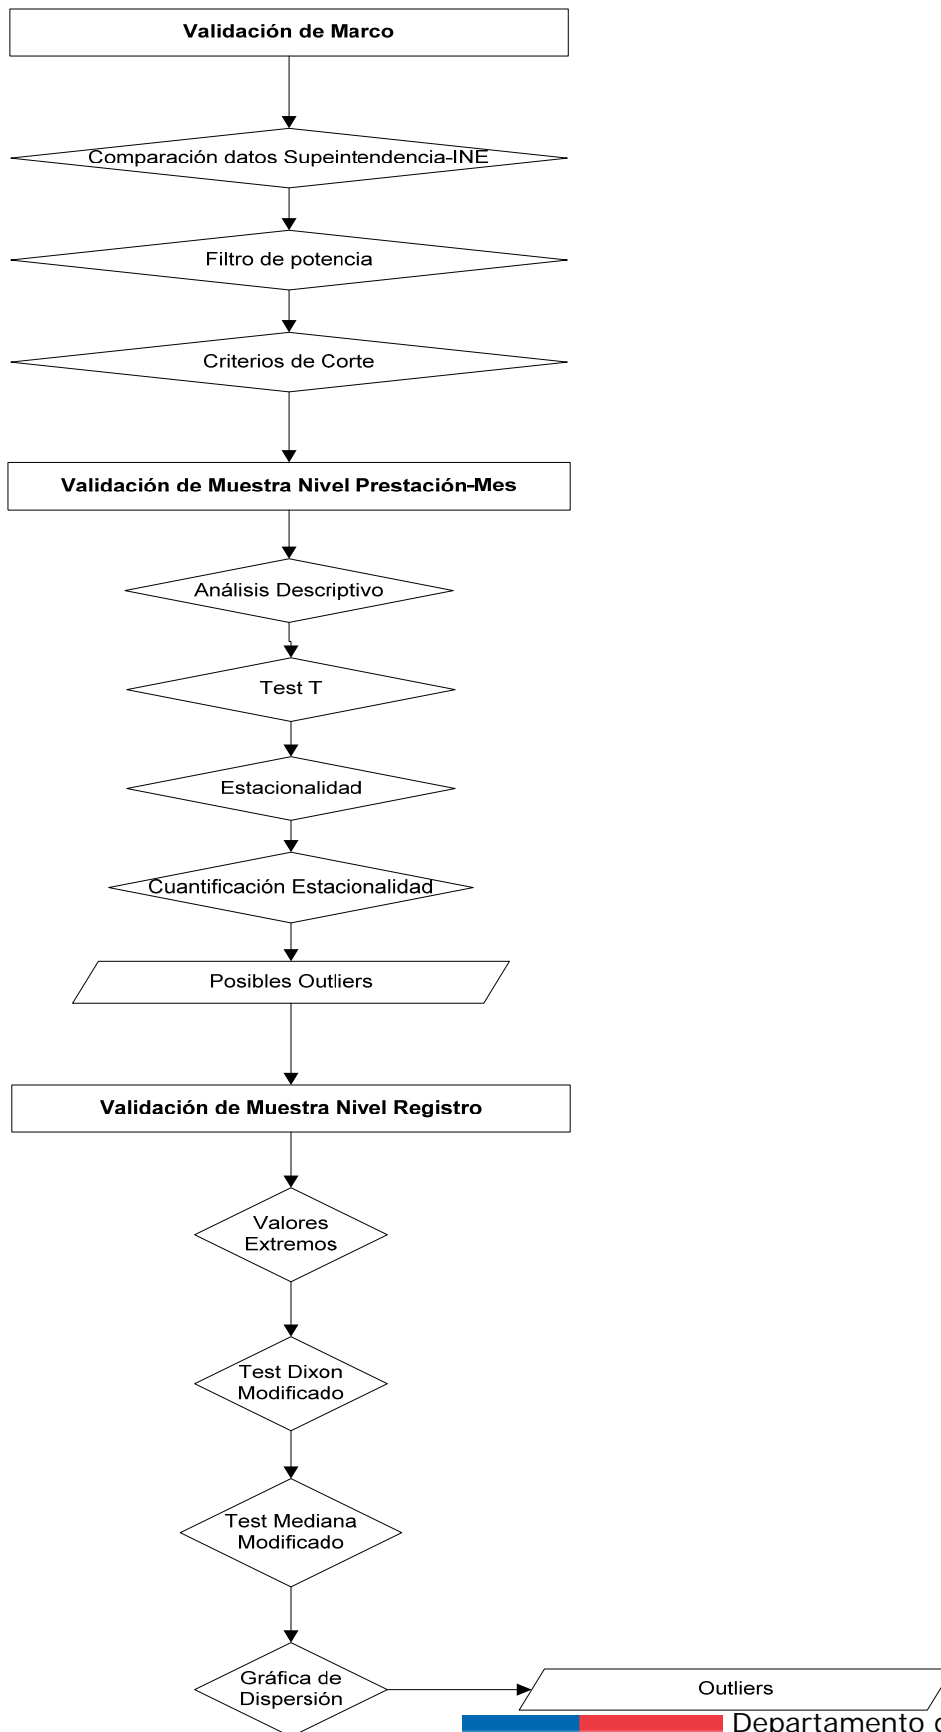 Validación de Marco
Comparación datos Supeintendencia-INE
Filtro de potencia
Criterios de Corte
Validación de Muestra Nivel Prestación-Mes
Análisis Descriptivo
Test T
Estacionalidad
Cuantificación Estacionalidad
Posibles Outliers
Validación de Muestra Nivel Registro
Valores
Extremos
Test Dixon
Modificado
Test Mediana
Modificado
Gráfica de
Dispersión
Outliers
Departamento